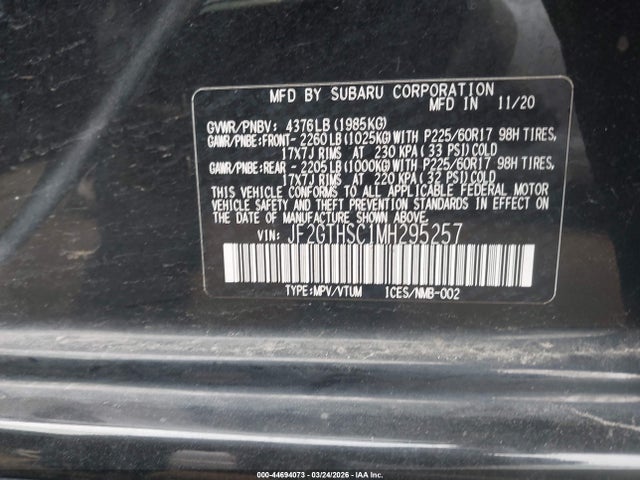 MFD BY SUBARU CORPORATION
MFD IN 11/20
GVWR/PNBV: 4376LB (1985KG)
GAWR/PNBE:FRONT- 2260LB (1025KG) WITH P225/60R17 98H TIRES,
17X7J RIMS AT 230 KPA ( 33 PSI) COLD
GAWR/PNBE:REAR - 2205LB (1000KG) WITH P225/60R17 98H TIRES,
17X7J RIMS AT 220 KPA ( 32 PSI) COLD
THIS VEHICLE CONFORMS TO ALL APPLICABLE FEDERAL MOTOR
VEHICLE SAFETY AND THEFT PREVENTION STANDARDS IN EFFECT ON
THE DATE OF MANUFACTURE SHOWN ABOVE.
VIN: JF2GTHSC1MH295257
TYPE:MPV/VTUM ICES/NMB-002
000-44694073 - 03/24/2026 - IAA Inc.